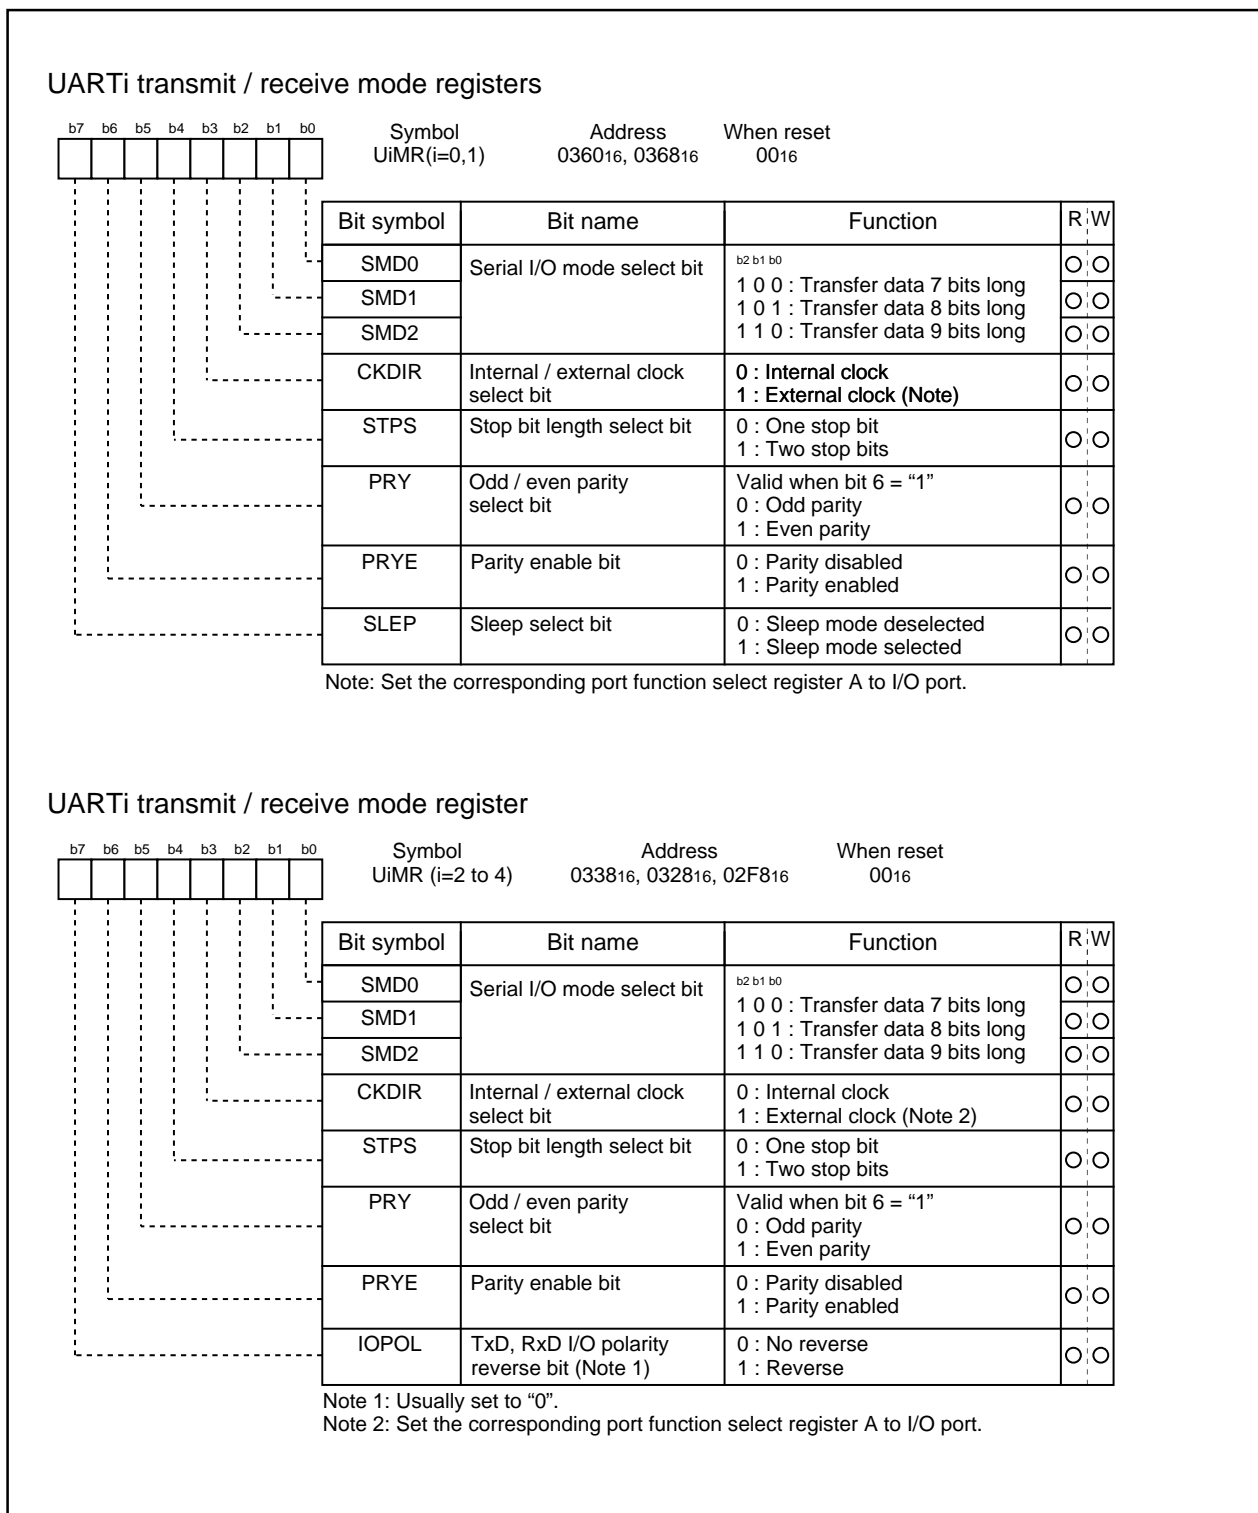 UARTi transmit / receive mode registers
b7 b6 b5 b4 b3 b2 b1 b0
Symbol Address When reset
UiMR(i=0,1) 036016, 036816 0016
Bit symbol Bit name Function R W
SMD0 Serial I/O mode select bit b2 b1 b0
1 0 0 : Transfer data 7 bits long
SMD1 1 0 1 : Transfer data 8 bits long
SMD2 1 1 0 : Transfer data 9 bits long
CKDIR Internal / external clock 0 : Internal clock
select bit 1 : External clock (Note)
STPS Stop bit length select bit 0 : One stop bit
1 : Two stop bits
PRY Odd / even parity Valid when bit 6 = “1”
select bit 0 : Odd parity
1 : Even parity
PRYE Parity enable bit 0 : Parity disabled
1 : Parity enabled
SLEP Sleep select bit 0 : Sleep mode deselected
1 : Sleep mode selected
Note: Set the corresponding port function select register A to I/O port.
UARTi transmit / receive mode register
b7 b6 b5 b4 b3 b2 b1 b0
Symbol Address When reset
UiMR (i=2 to 4) 033816, 032816, 02F816 0016
Bit symbol Bit name Function R W
SMD0 Serial I/O mode select bit b2 b1 b0
1 0 0 : Transfer data 7 bits long
SMD1 1 0 1 : Transfer data 8 bits long
SMD2 1 1 0 : Transfer data 9 bits long
CKDIR Internal / external clock 0 : Internal clock
select bit 1 : External clock (Note 2)
STPS Stop bit length select bit 0 : One stop bit
1 : Two stop bits
PRY Odd / even parity Valid when bit 6 = “1”
select bit 0 : Odd parity
1 : Even parity
PRYE Parity enable bit 0 : Parity disabled
1 : Parity enabled
IOPOL TxD, RxD I/O polarity 0 : No reverse
reverse bit (Note 1) 1 : Reverse
Note 1: Usually set to “0”.
Note 2: Set the corresponding port function select register A to I/O port.